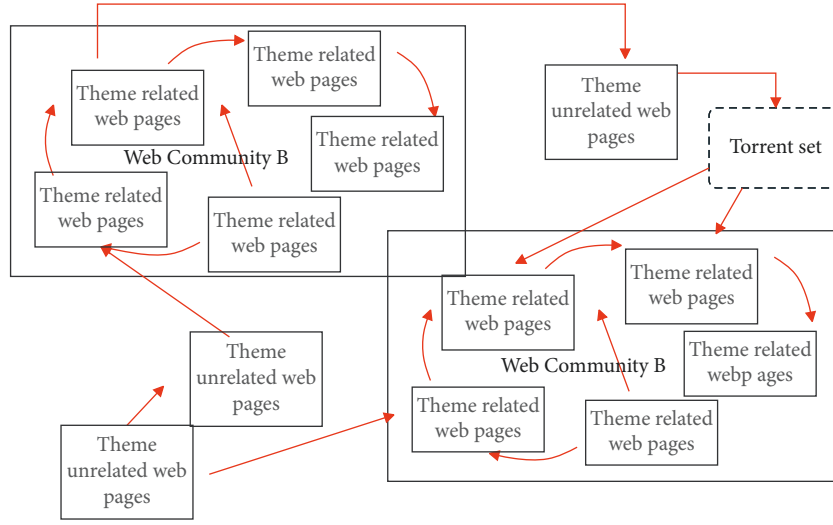 Theme related
web pages
Theme related
web pages
Theme related
web pages
Web Community B
Theme related
web pages
Theme related
web pages
Theme
unrelated web
pages
Torrent set
Theme related
web pages
Theme related
web pages
Theme related
webp ages
Web Community B
Theme related
web pages
Theme related
web pages
Theme
unrelated web
pages
Theme
unrelated web
pages